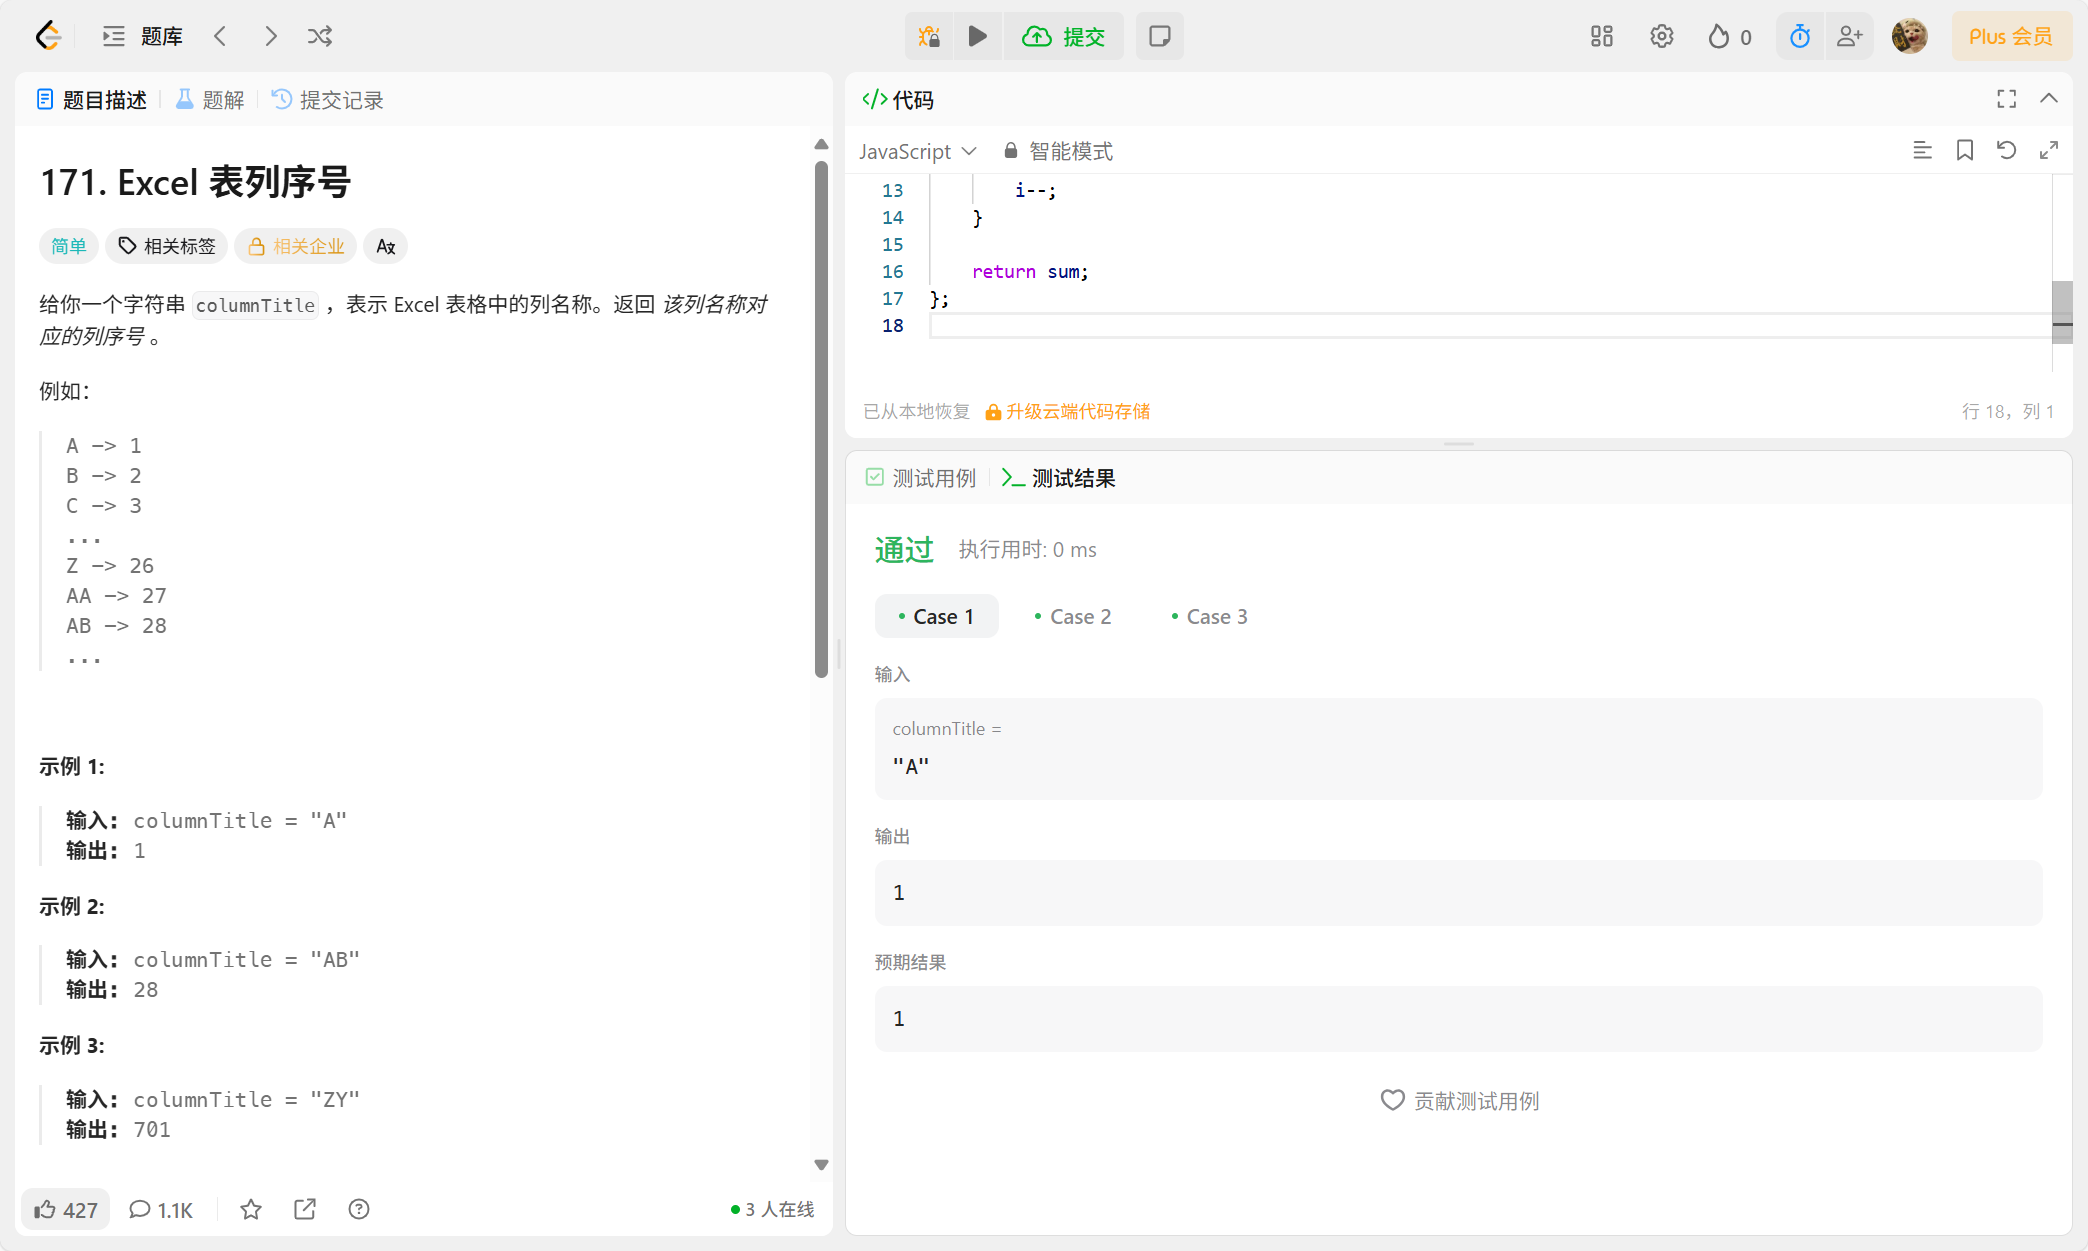 题库
提交
0
Plus 会员
题目描述
题解
提交记录
171. Excel 表列序号
简单
相关标签
相关企业
给你一个字符串 columnTitle ，表示 Excel 表格中的列名称。返回 该列名称对
应的列序号 。
例如：
A -> 1
B -> 2
C -> 3
...
Z -> 26
AA -> 27
AB -> 28
...
示例 1:
输入: columnTitle = "A"
输出: 1
示例 2:
输入: columnTitle = "AB"
输出: 28
示例 3:
输入: columnTitle = "ZY"
输出: 701
427
1.1K
3 人在线
</> 代码
JavaScript
智能模式
13 i--;
14 }
15
16 return sum;
17 };
18
已从本地恢复
升级云端代码存储
行 18，列 1
测试用例
测试结果
通过
执行用时: 0 ms
Case 1
Case 2
Case 3
输入
columnTitle =
"A"
输出
1
预期结果
1
贡献测试用例